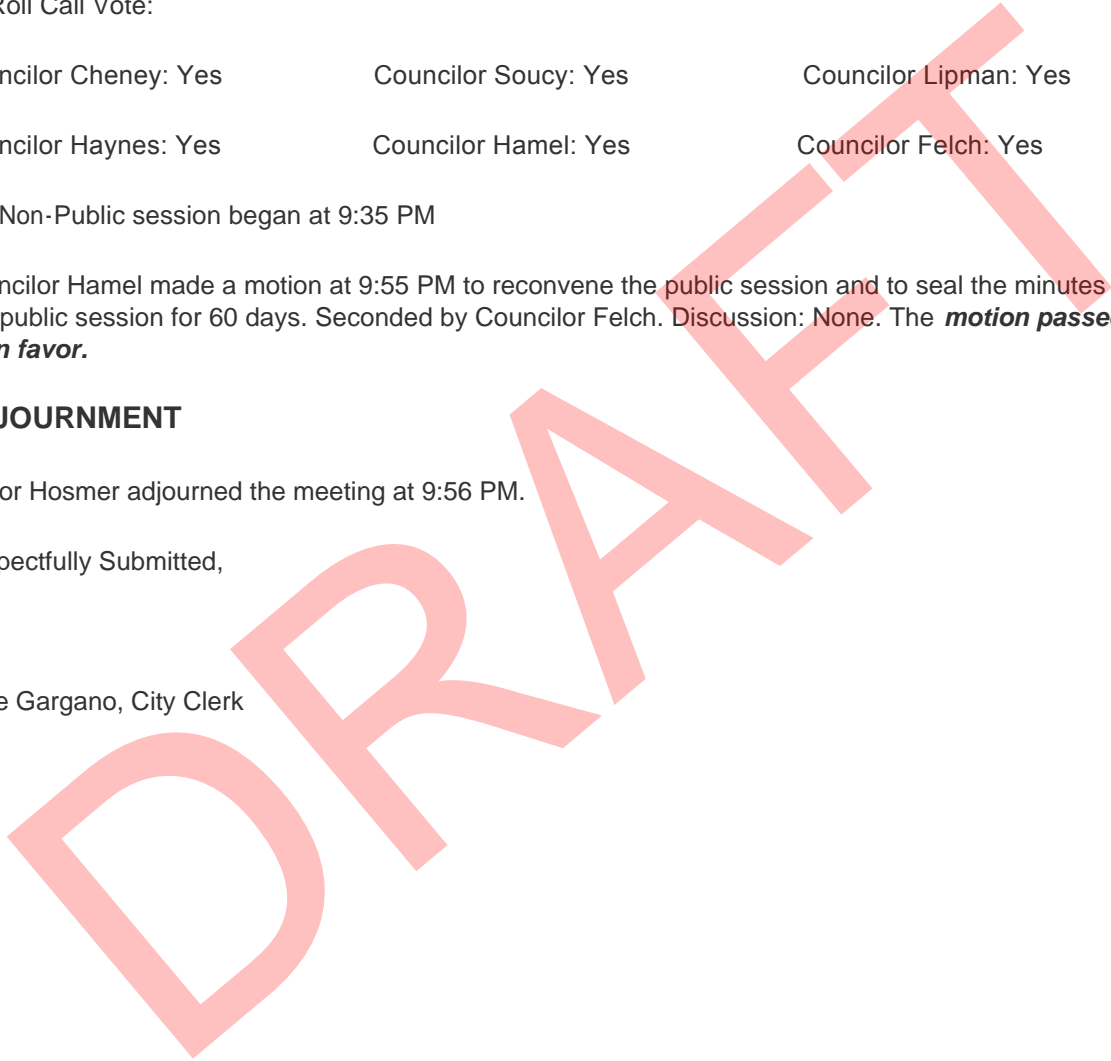 Roll Call Vote:
ncilor Cheney: Yes Councilor Soucy: Yes Councilor Lipman: Yes
ncilor Haynes: Yes Councilor Hamel: Yes Councilor Felch: Yes
Non-Public session began at 9:35 PM
ncilor Hamel made a motion at 9:55 PM to reconvene the public session and to seal the minutes
public session for 60 days. Seconded by Councilor Felch. Discussion: None. The motion passe
n favor.
JOURNMENT
or Hosmer adjourned the meeting at 9:56 PM.
pectfully Submitted,
e Gargano, City Clerk
DRAFT